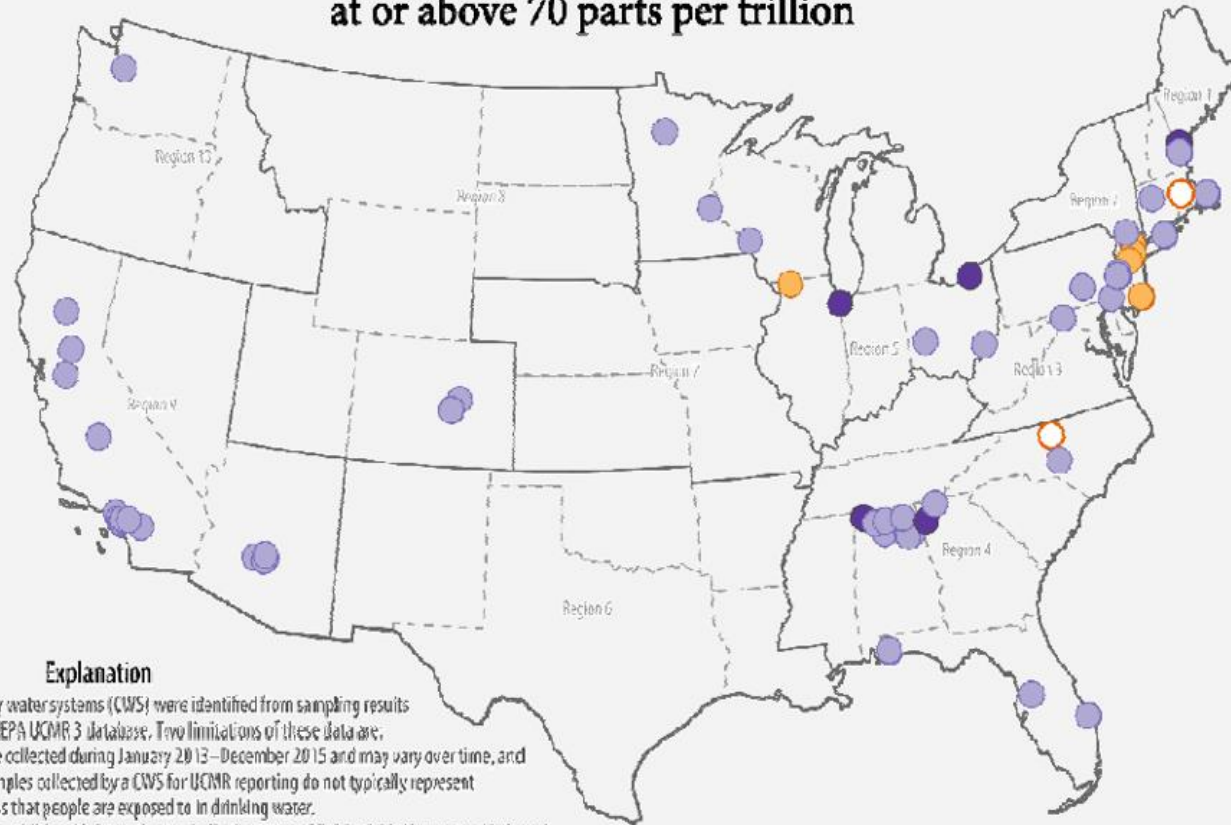 at or above 70 parts per trillion
Region 1
Region 10
Region 8
Region 2
Region 5
Region 7
Region 3
Region 9
Region 4
Region 6
Explanation
water systems (CWS) were identified from sampling results
EPA UCMR 3 database. Two limitations of these data are:
collected during January 2013–December 2015 and may vary over time, and
collected by a CWS for UCMR reporting do not typically represent
that people are exposed to in drinking water.